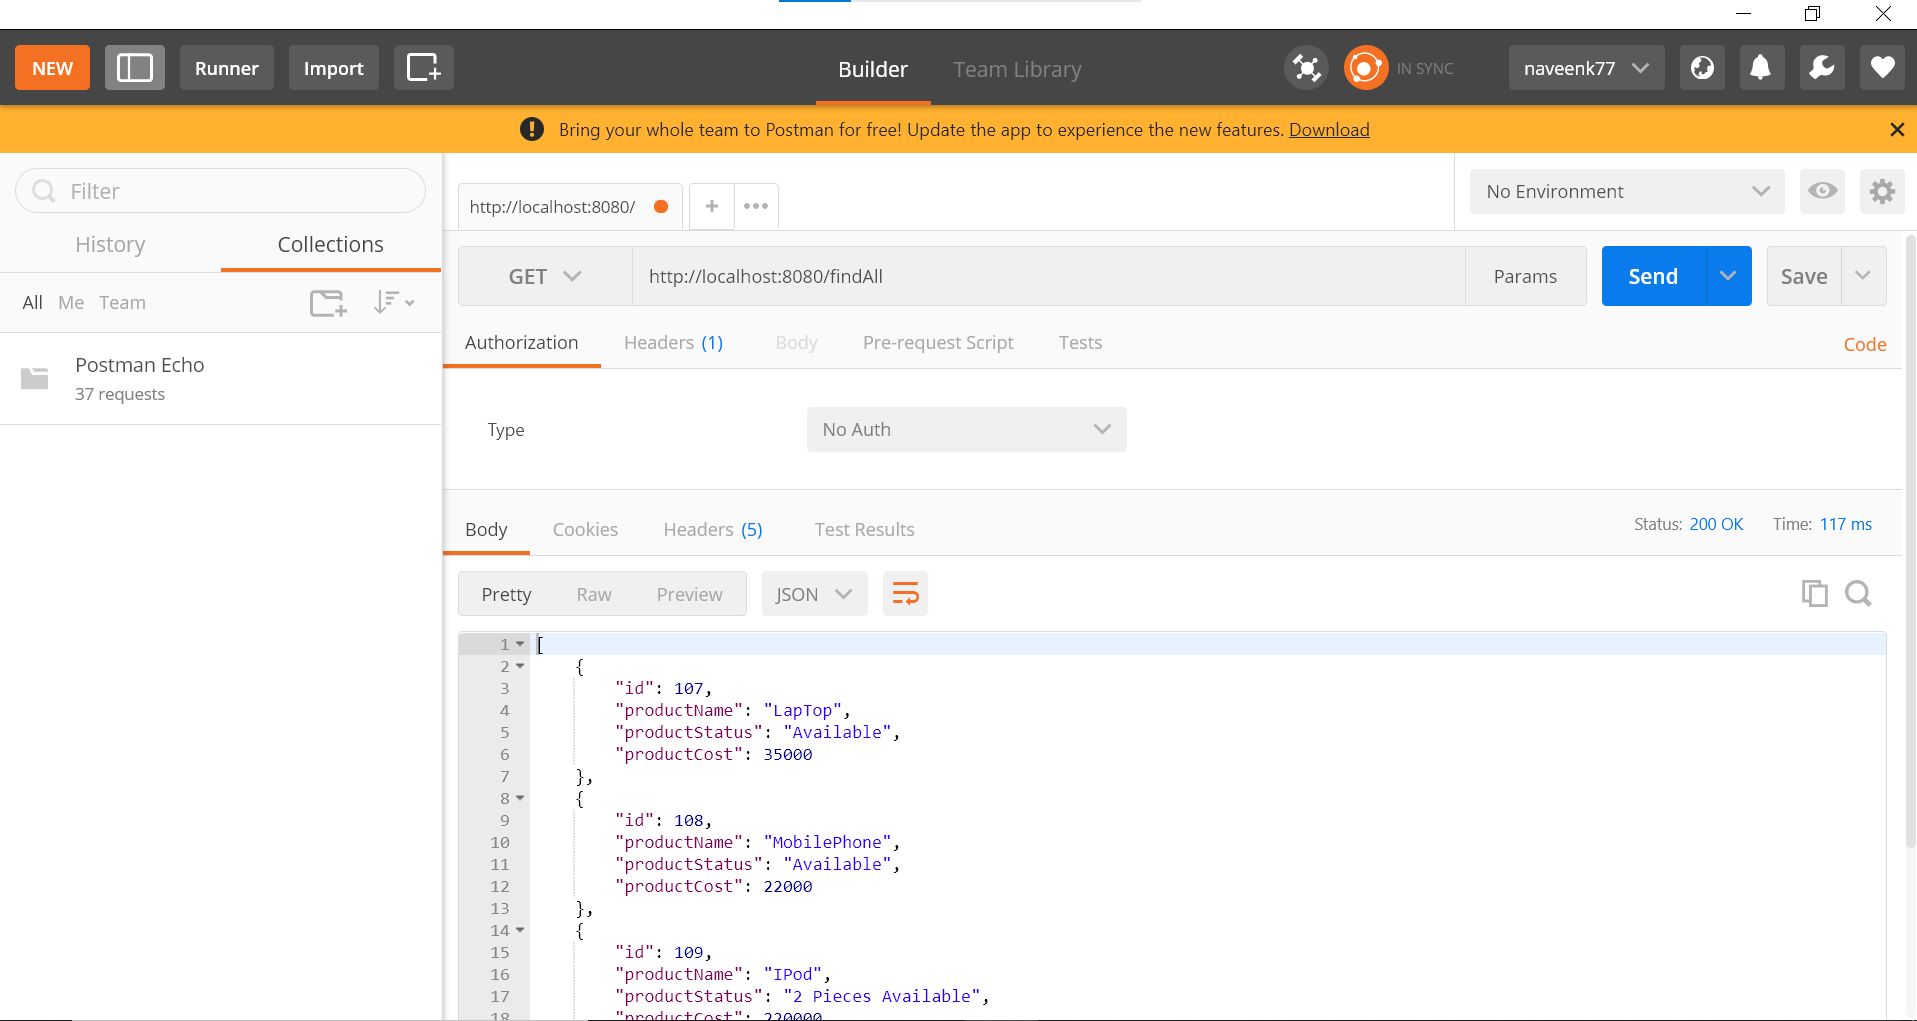 NEW
Runner
Import
Builder
Team Library
IN SYNC
naveenk77
Bring your whole team to Postman for free! Update the app to experience the new features. Download
Filter
History
Collections
All Me Team
Postman Echo
37 requests
http://localhost:8080/
No Environment
GET
http://localhost:8080/findAll
Params
Send
Save
Authorization
Headers (1)
Body
Pre-request Script
Tests
Code
Type
No Auth
Body
Cookies
Headers (5)
Test Results
Status: 200 OK
Time: 117 ms
Pretty
Raw
Preview
JSON
1 [
2 {
3 "id": 107,
4 "productName": "LapTop",
5 "productStatus": "Available",
6 "productCost": 35000
7 },
8 {
9 "id": 108,
10 "productName": "MobilePhone",
11 "productStatus": "Available",
12 "productCost": 22000
13 },
14 {
15 "id": 109,
16 "productName": "IPod",
17 "productStatus": "2 Pieces Available",
18 "productCost": 220000